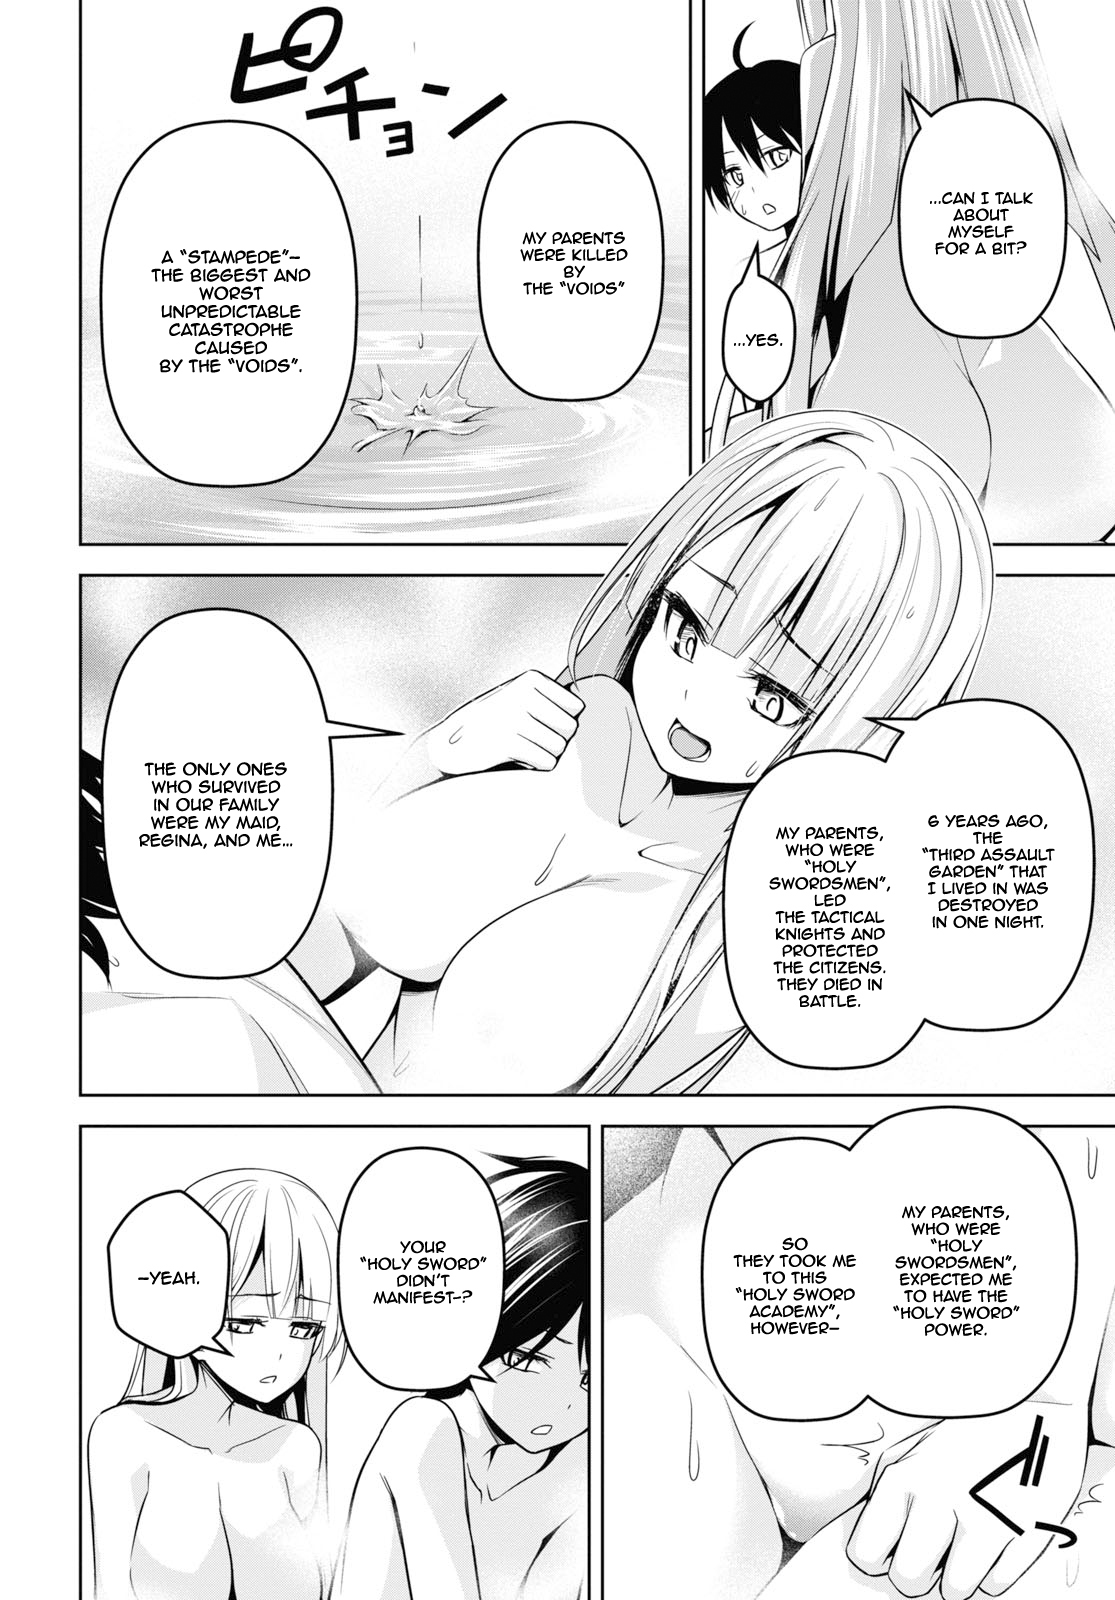 ...CAN I TALK
ABOUT
MYSELF
FOR A BIT?
...YES.
ピチョン
MY PARENTS
WERE KILLED
BY
THE "VOIDS"
A "STAMPEDE"-
THE BIGGEST AND
WORST
UNPREDICTABLE
CATASTROPHE
CAUSED
BY THE "VOIDS".
6 YEARS AGO,
THE
"THIRD ASSAULT
GARDEN" THAT
I LIVED IN WAS
DESTROYED
IN ONE NIGHT.
MY PARENTS,
WHO WERE
"HOLY
SWORDSMEN",
LED
THE TACTICAL
KNIGHTS AND
PROTECTED
THE CITIZENS.
THEY DIED IN
BATTLE.
THE ONLY ONES
WHO SURVIVED
IN OUR FAMILY
WERE MY MAID,
REGINA, AND ME...
MY PARENTS,
WHO WERE
"HOLY
SWORDSMEN",
EXPECTED ME
TO HAVE THE
"HOLY SWORD"
POWER.
SO
THEY TOOK ME
TO THIS
"HOLY SWORD
ACADEMY",
HOWEVER-
ぐっ
YOUR
"HOLY SWORD"
DIDN'T
MANIFEST-?
-YEAH.